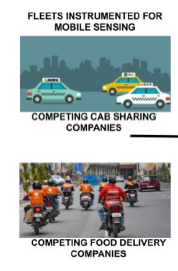 FLEETS INSTRUMENTED FOR
MOBILE SENSING
COMPETING CAB SHARING
COMPANIES
COMPETING FOOD DELIVERY
COMPANIES